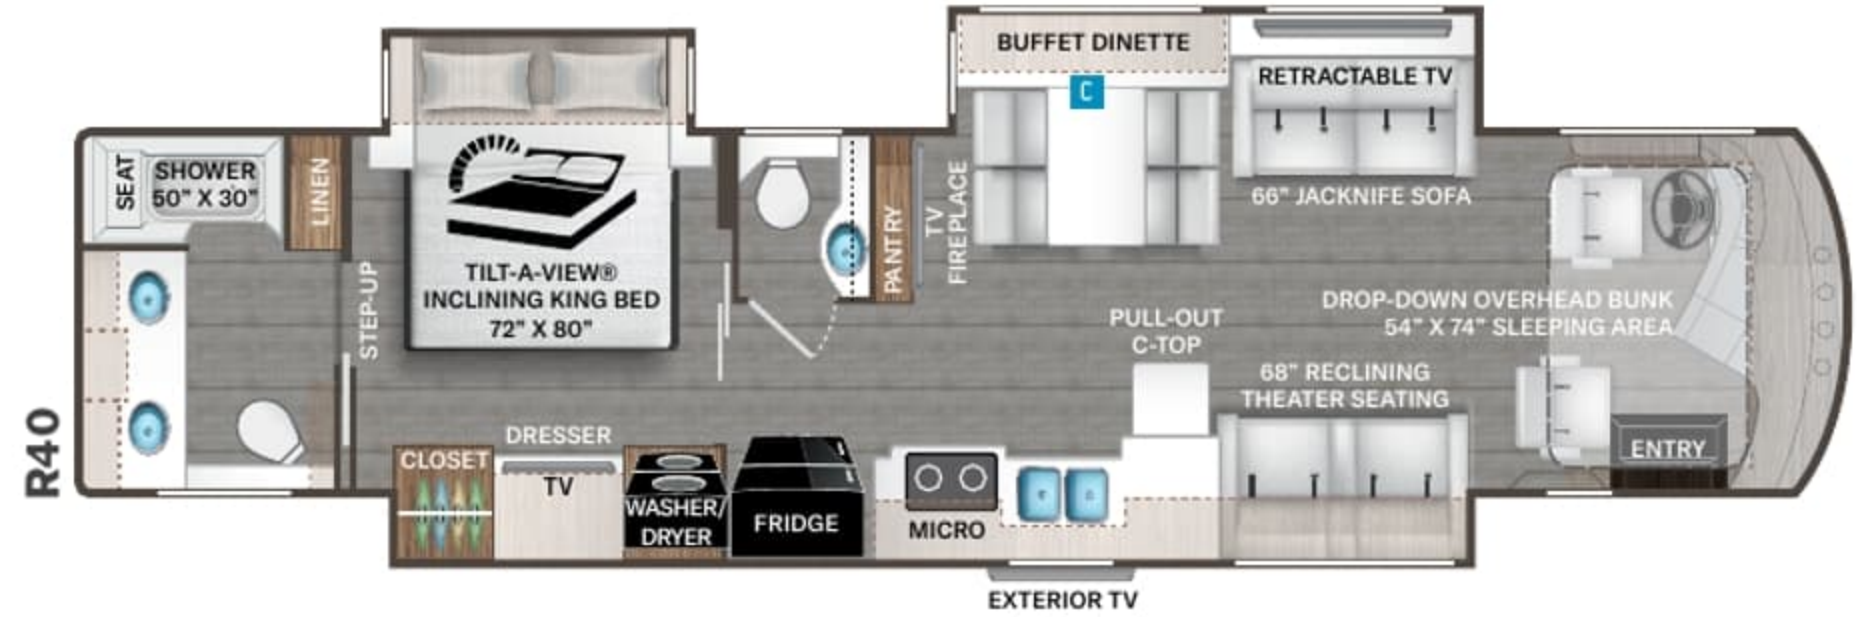 R40
SEAT
SHOWER
50" X 30"
LINEN
STEP-UP
TILT-A-VIEW®
INCLINING KING BED
72" X 80"
PANTRY
TV
FIREPLACE
BUFFET DINETTE
C
RETRACTABLE TV
66" JACKNIFE SOFA
DROP-DOWN OVERHEAD BUNK
54" X 74" SLEEPING AREA
PULL-OUT
C-TOP
68" RECLINING
THEATER SEATING
ENTRY
CLOSET
DRESSER
TV
WASHER/
DRYER
FRIDGE
MICRO
EXTERIOR TV